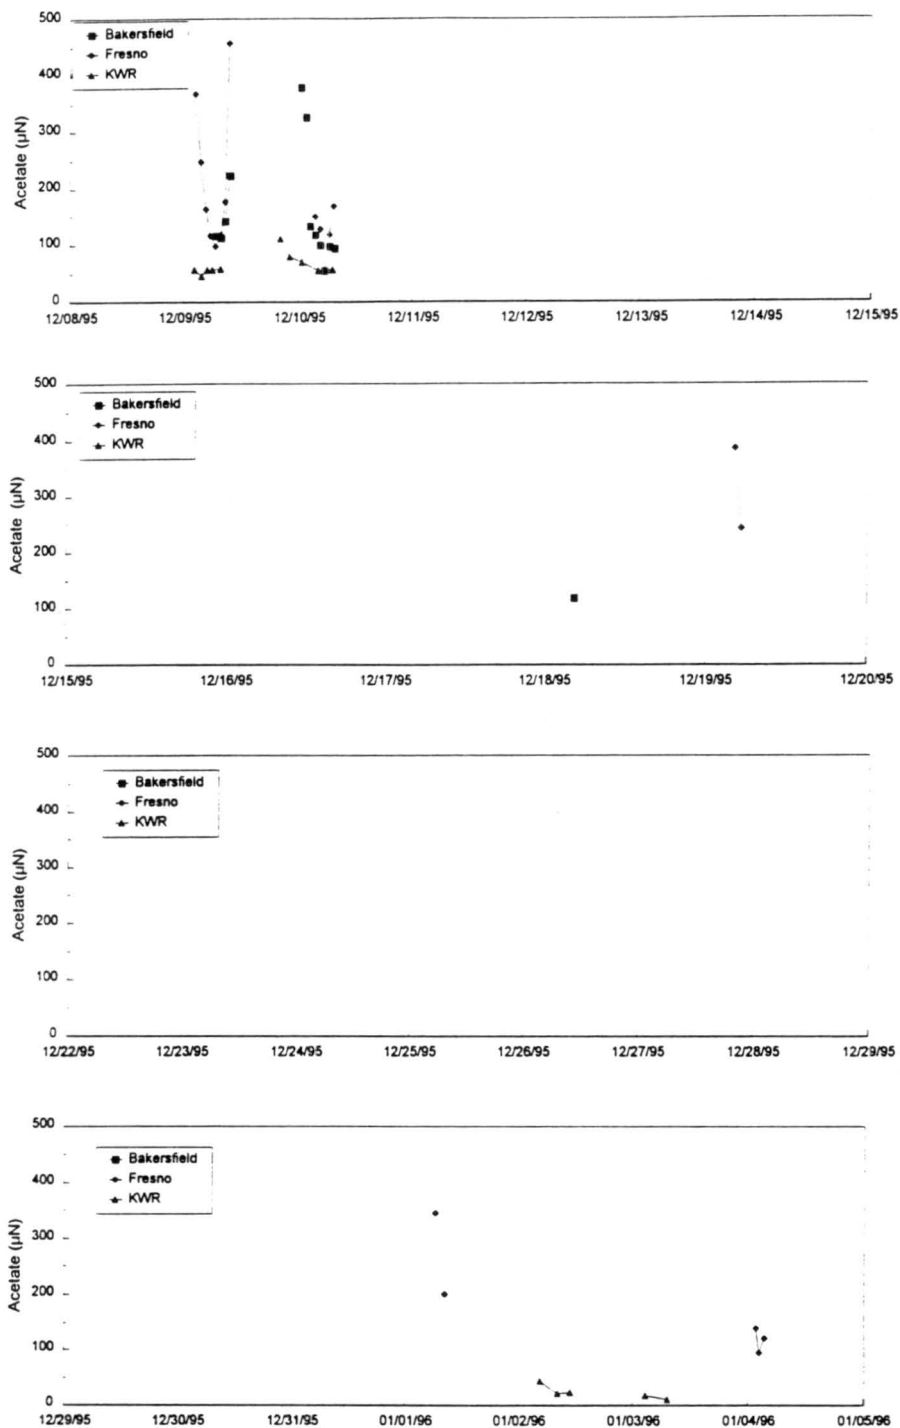 500
Bakersfield
Fresno
KWR
400
300
200
100
0
Acetate (µN)
12/08/95 12/09/95 12/10/95 12/11/95 12/12/95 12/13/95 12/14/95 12/15/95
500
Bakersfield
Fresno
KWR
400
300
200
100
0
Acetate (µN)
12/15/95 12/16/95 12/17/95 12/18/95 12/19/95 12/20/95
500
Bakersfield
Fresno
KWR
400
300
200
100
0
Acetate (µN)
12/22/95 12/23/95 12/24/95 12/25/95 12/26/95 12/27/95 12/28/95 12/29/95
500
Bakersfield
Fresno
KWR
400
300
200
100
0
Acetate (µN)
12/29/95 12/30/95 12/31/95 01/01/96 01/02/96 01/03/96 01/04/96 01/05/96